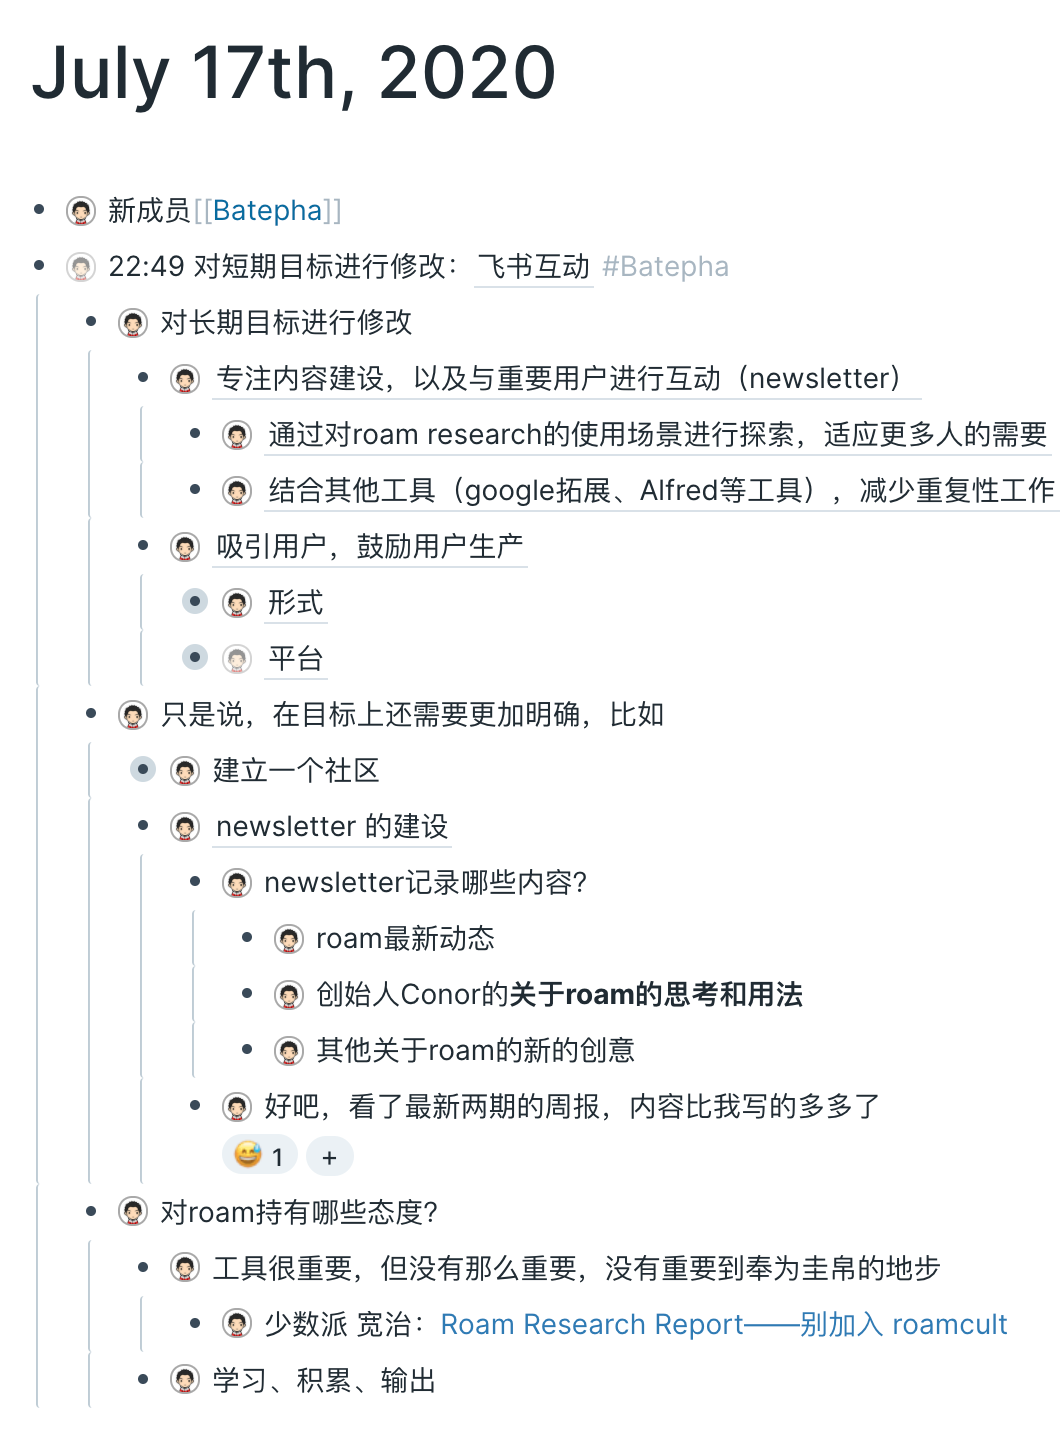 July 17th, 2020
新成员[[Batepha]]
22:49 对短期目标进行修改： 飞书互动 #Batepha
对长期目标进行修改
专注内容建设，以及与重要用户进行互动（newsletter）
通过对roam research的使用场景进行探索，适应更多人的需要
结合其他工具（google拓展、Alfred等工具），减少重复性工作
吸引用户，鼓励用户生产
形式
平台
只是说，在目标上还需要更加明确，比如
建立一个社区
newsletter 的建设
newsletter记录哪些内容?
roam最新动态
创始人Conor的关于roam的思考和用法
其他关于roam的新的创意
好吧，看了最新两期的周报，内容比我写的多多了
😅 1 +
对roam持有哪些态度?
工具很重要，但没有那么重要，没有重要到奉为圭帛的地步
少数派 宽治：Roam Research Report——别加入 roamcult
学习、积累、输出